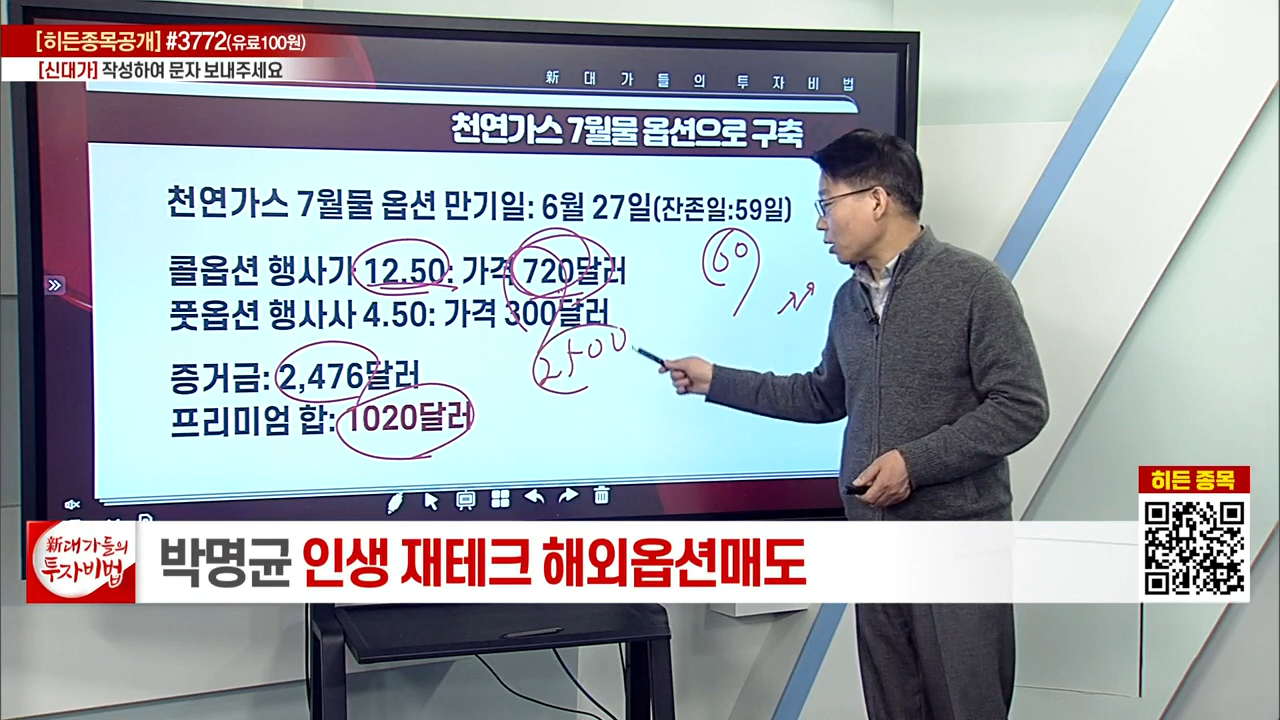 [히든종목공개] #3772(유료100원)
[신대가] 작성하여 문자 보내주세요
新 대 가 들 의 투 자 비 법
천연가스 7월물 옵션으로 구축
천연가스 7월물 옵션 만기일: 6월 27일(잔존일:59일)
콜옵션 행사가 12.50: 가격 720달러
60
풋옵션 행사사 4.50: 가격 300달러
2500
증거금: 2,476달러
프리미엄 합: 1020달러
히든 종목
新대가들의
투자비법
박명균 인생 재테크 해외옵션매도